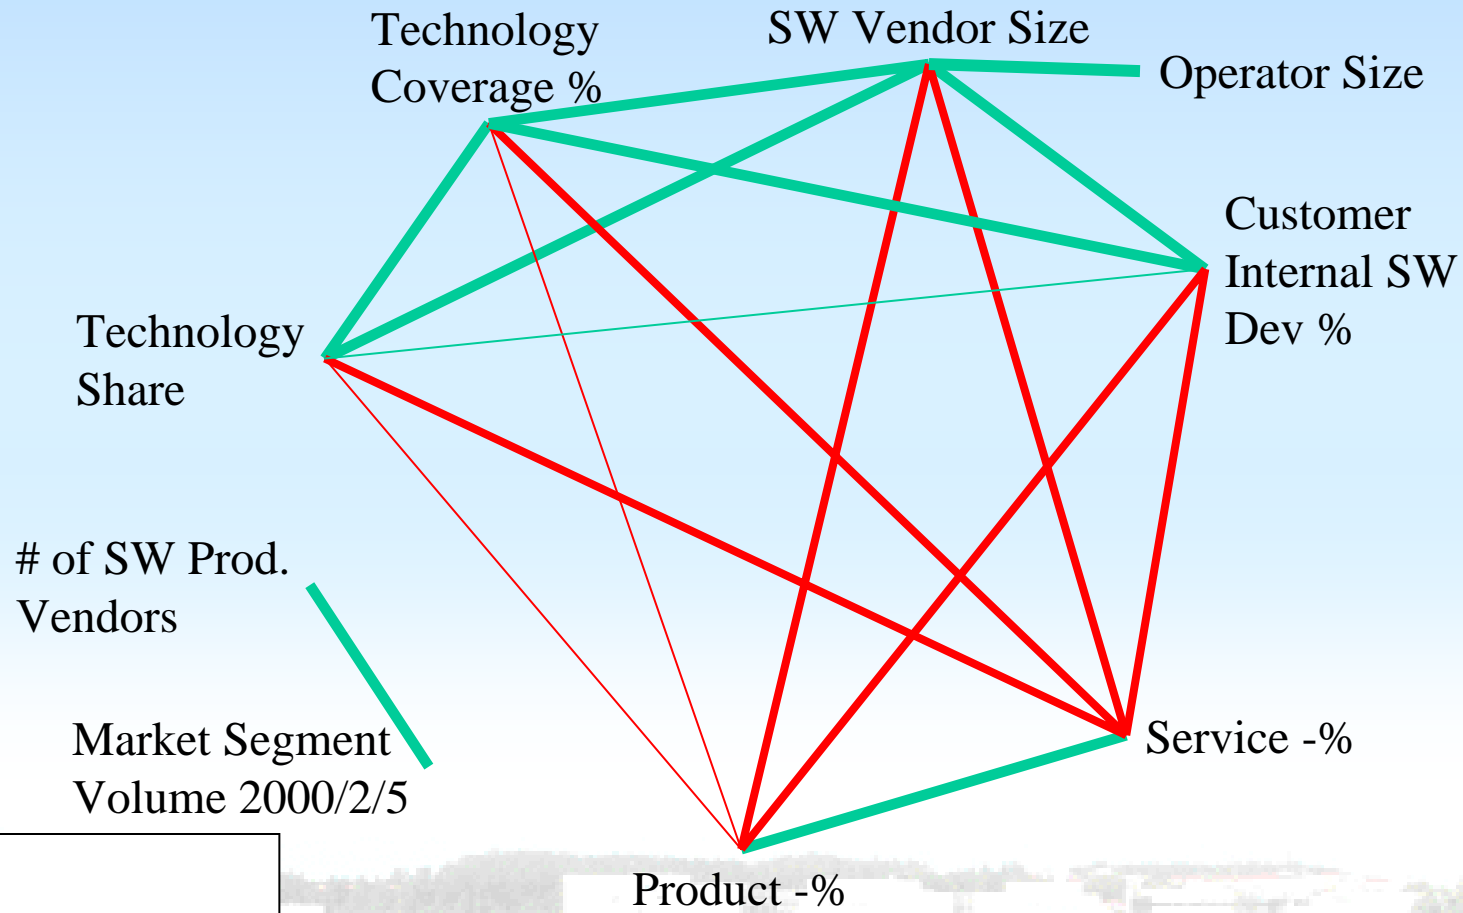 Technology
Coverage %
SW Vendor Size
Operator Size
Customer
Internal SW
Dev %
Technology
Share
# of SW Prod.
Vendors
Market Segment
Volume 2000/2/5
Service -%
Product -%